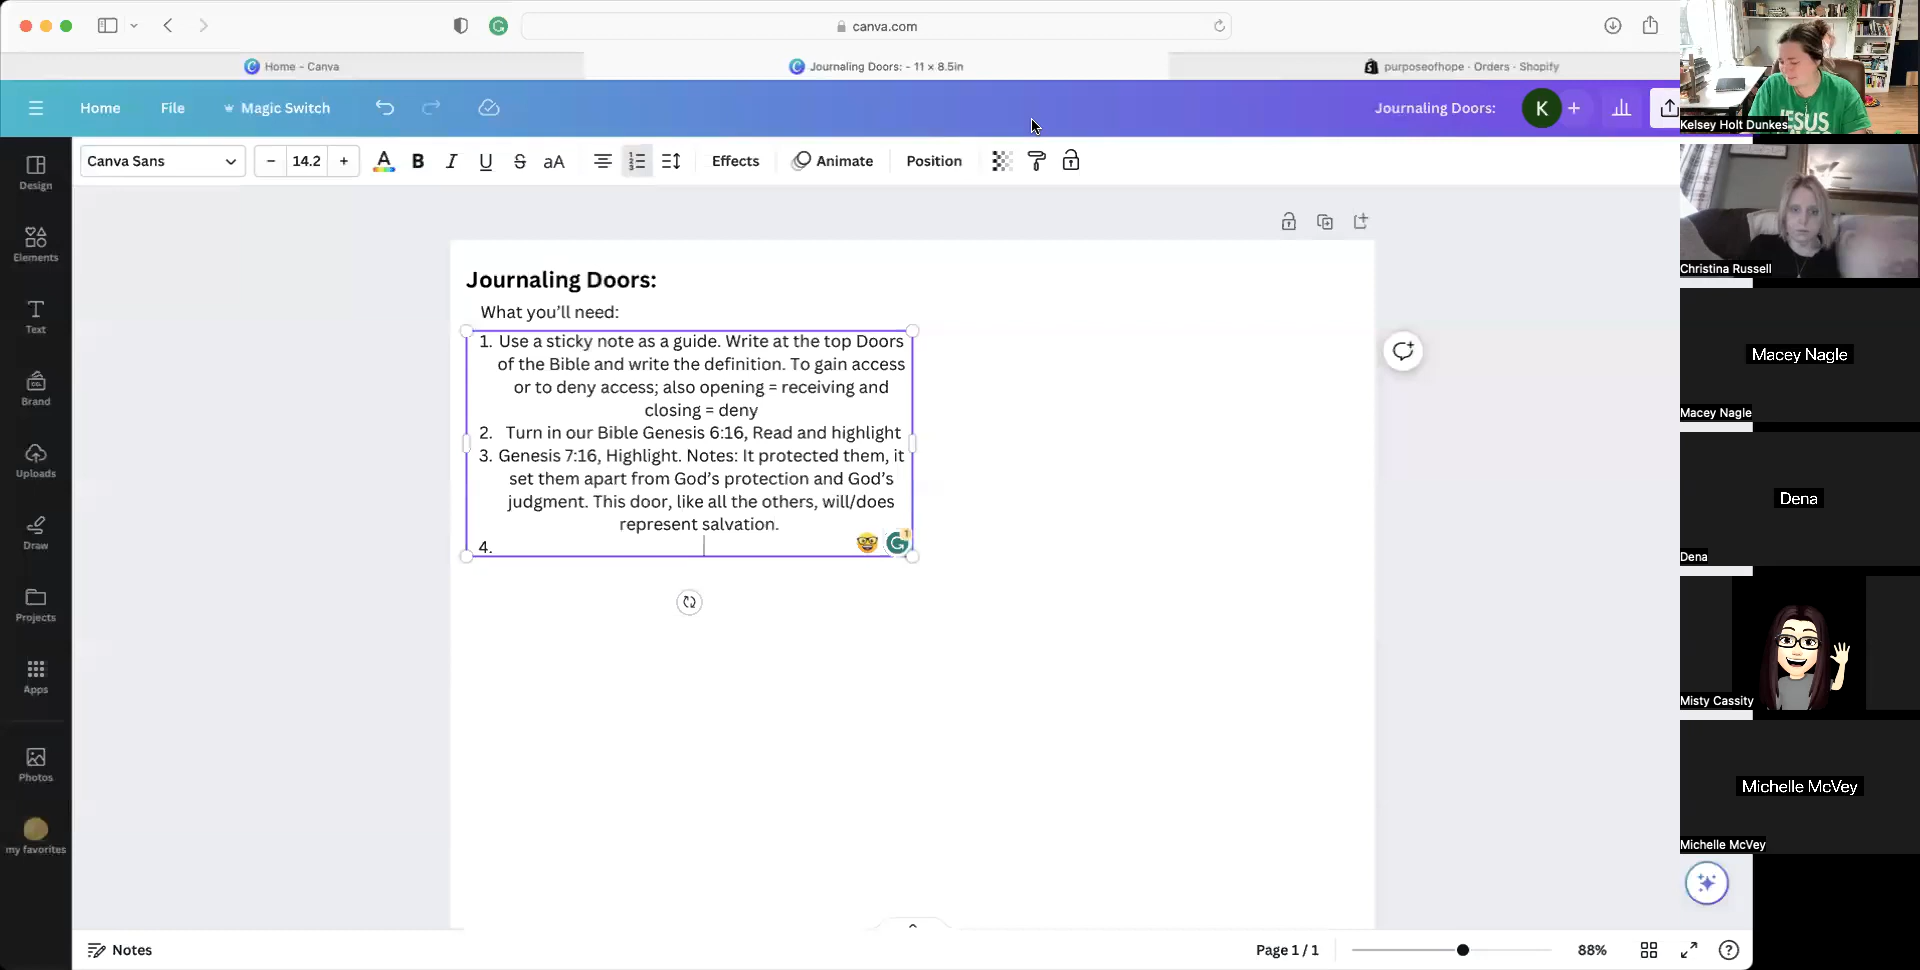 canva.com
Home - Canva
Journaling Doors: - 11 × 8.5in
purposeofhope · Orders · Shopify
Home File Magic Switch
Journaling Doors: K +
Canva Sans – 14.2 + A B I U S aA Effects Animate Position
Design
Elements
Text
Brand
Uploads
Draw
Projects
Apps
Photos
my favorites
Journaling Doors:
What you’ll need:
1. Use a sticky note as a guide. Write at the top Doors
of the Bible and write the definition. To gain access
or to deny access; also opening = receiving and
closing = deny
2. Turn in our Bible Genesis 6:16, Read and highlight
3. Genesis 7:16, Highlight. Notes: It protected them, it
set them apart from God’s protection and God’s
judgment. This door, like all the others, will/does
represent salvation.
4.
1
Notes
Page 1 / 1
88%
JESUS
Kelsey Holt Dunkes
Christina Russell
Macey Nagle
Macey Nagle
Dena
Dena
Misty Cassity
Michelle McVey
Michelle McVey